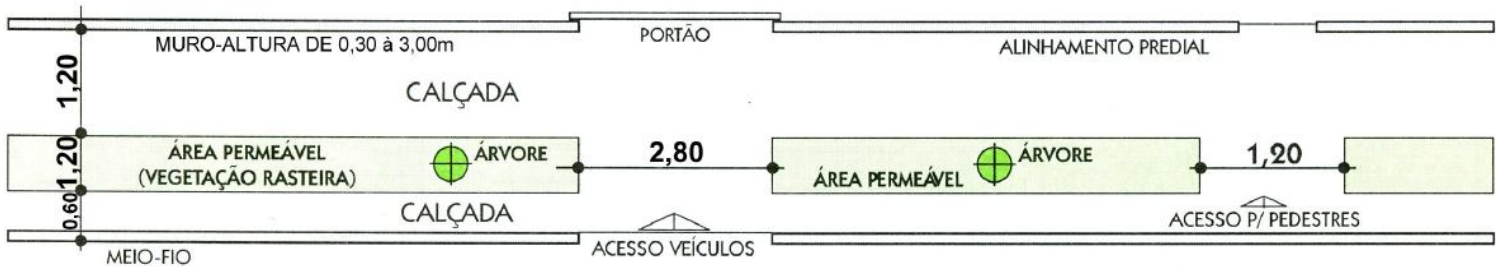 PORTÃO
MURO-ALTURA DE 0,30 à 3,00m
ALINHAMENTO PREDIAL
1,20
CALÇADA
1,20
ÁREA PERMEÁVEL
(VEGETAÇÃO RASTEIRA)
ÁRVORE
2,80
ÁRVORE
ÁREA PERMEÁVEL
1,20
0,60
CALÇADA
ACESSO P/ PEDESTRES
ACESSO VEÍCULOS
MEIO-FIO